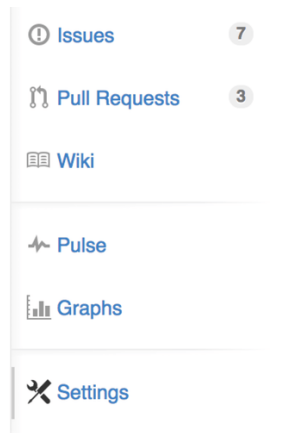 Issues 7
Pull Requests 3
Wiki
Pulse
Graphs
Settings